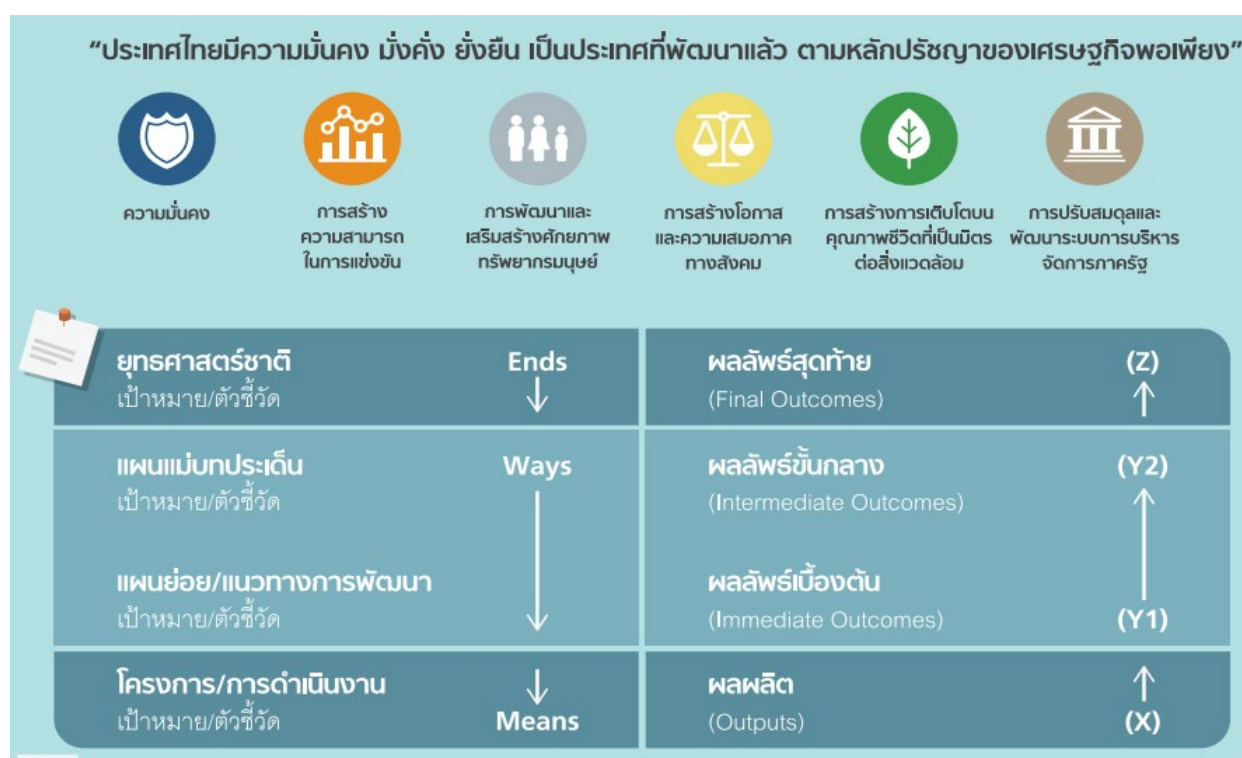 “ประเทศไทยมีความมั่นคง มั่งคั่ง ยั่งยืน เป็นประเทศที่พัฒนาแล้ว ตามหลักปรัชญาของเศรษฐกิจพอเพียง”
ความมั่นคง
การสร้าง
ความสามารถ
ในการแข่งขัน
การพัฒนาและ
เสริมสร้างศักยภาพ
ทรัพยากรมนุษย์
การสร้างโอกาส
และความเสมอภาค
ทางสังคม
การสร้างการเติบโตบน
คุณภาพชีวิตที่เป็นมิตร
ต่อสิ่งแวดล้อม
การปรับสมดุลและ
พัฒนาระบบการบริหาร
จัดการภาครัฐ
ยุทธศาสตร์ชาติ Ends ผลลัพธ์สุดท้าย (Z)
เป้าหมาย/ตัวชี้วัด (Final Outcomes)
แผนแม่บทประเด็น Ways ผลลัพธ์ขั้นกลาง (Y2)
เป้าหมาย/ตัวชี้วัด (Intermediate Outcomes)
แผนย่อย/แนวทางการพัฒนา ผลลัพธ์เบื้องต้น
เป้าหมาย/ตัวชี้วัด (Immediate Outcomes) (Y1)
โครงการ/การดำเนินงาน ผลผลิต
เป้าหมาย/ตัวชี้วัด Means (Outputs) (X)